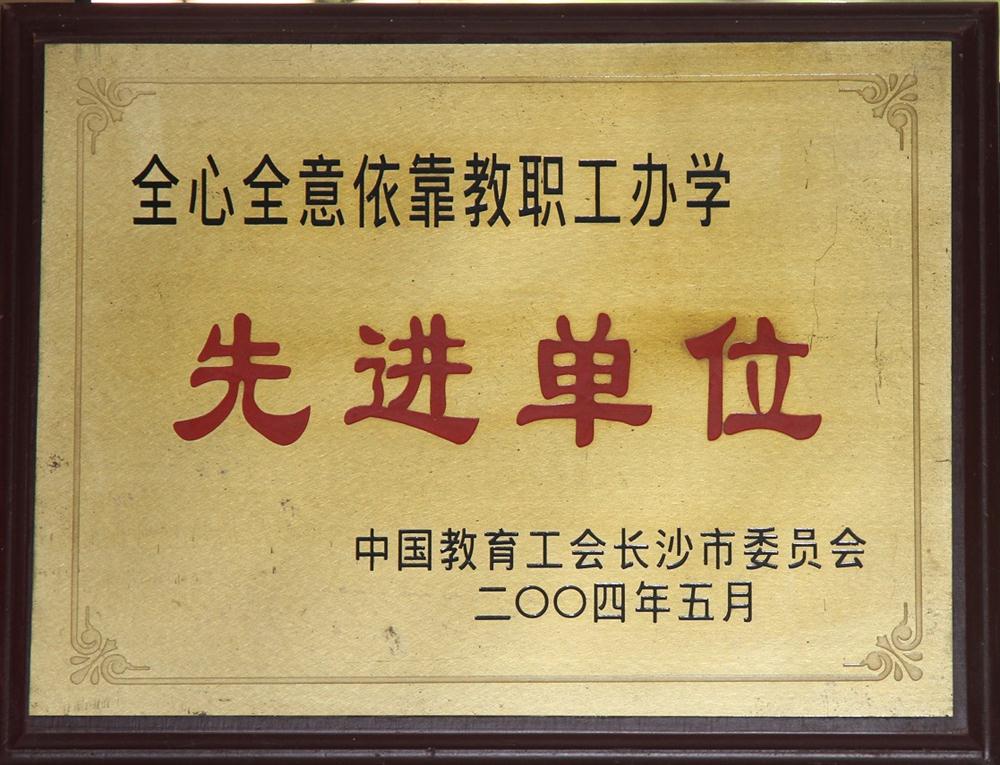 全心全意依靠教职工办学
先进单位
中国教育工会长沙市委员会
二〇〇四年五月